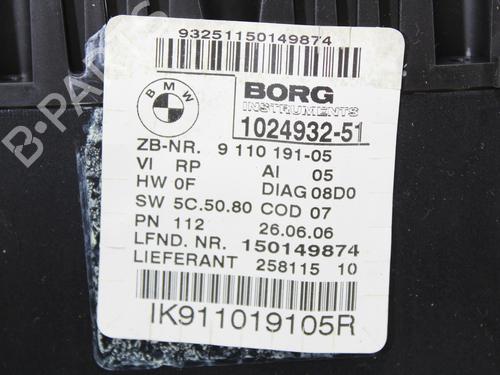 93251150149874
BMW BORG
INSTRUMENTS
1024932-51
ZB-NR. 9 110 191-05
VI RP AI 05
HW 0F DIAG 08D0
SW 5C.50.80 COD 07
PN 112 26.06.06
LFND. NR. 150149874
LIEFERANT 258115 10
IK911019105R